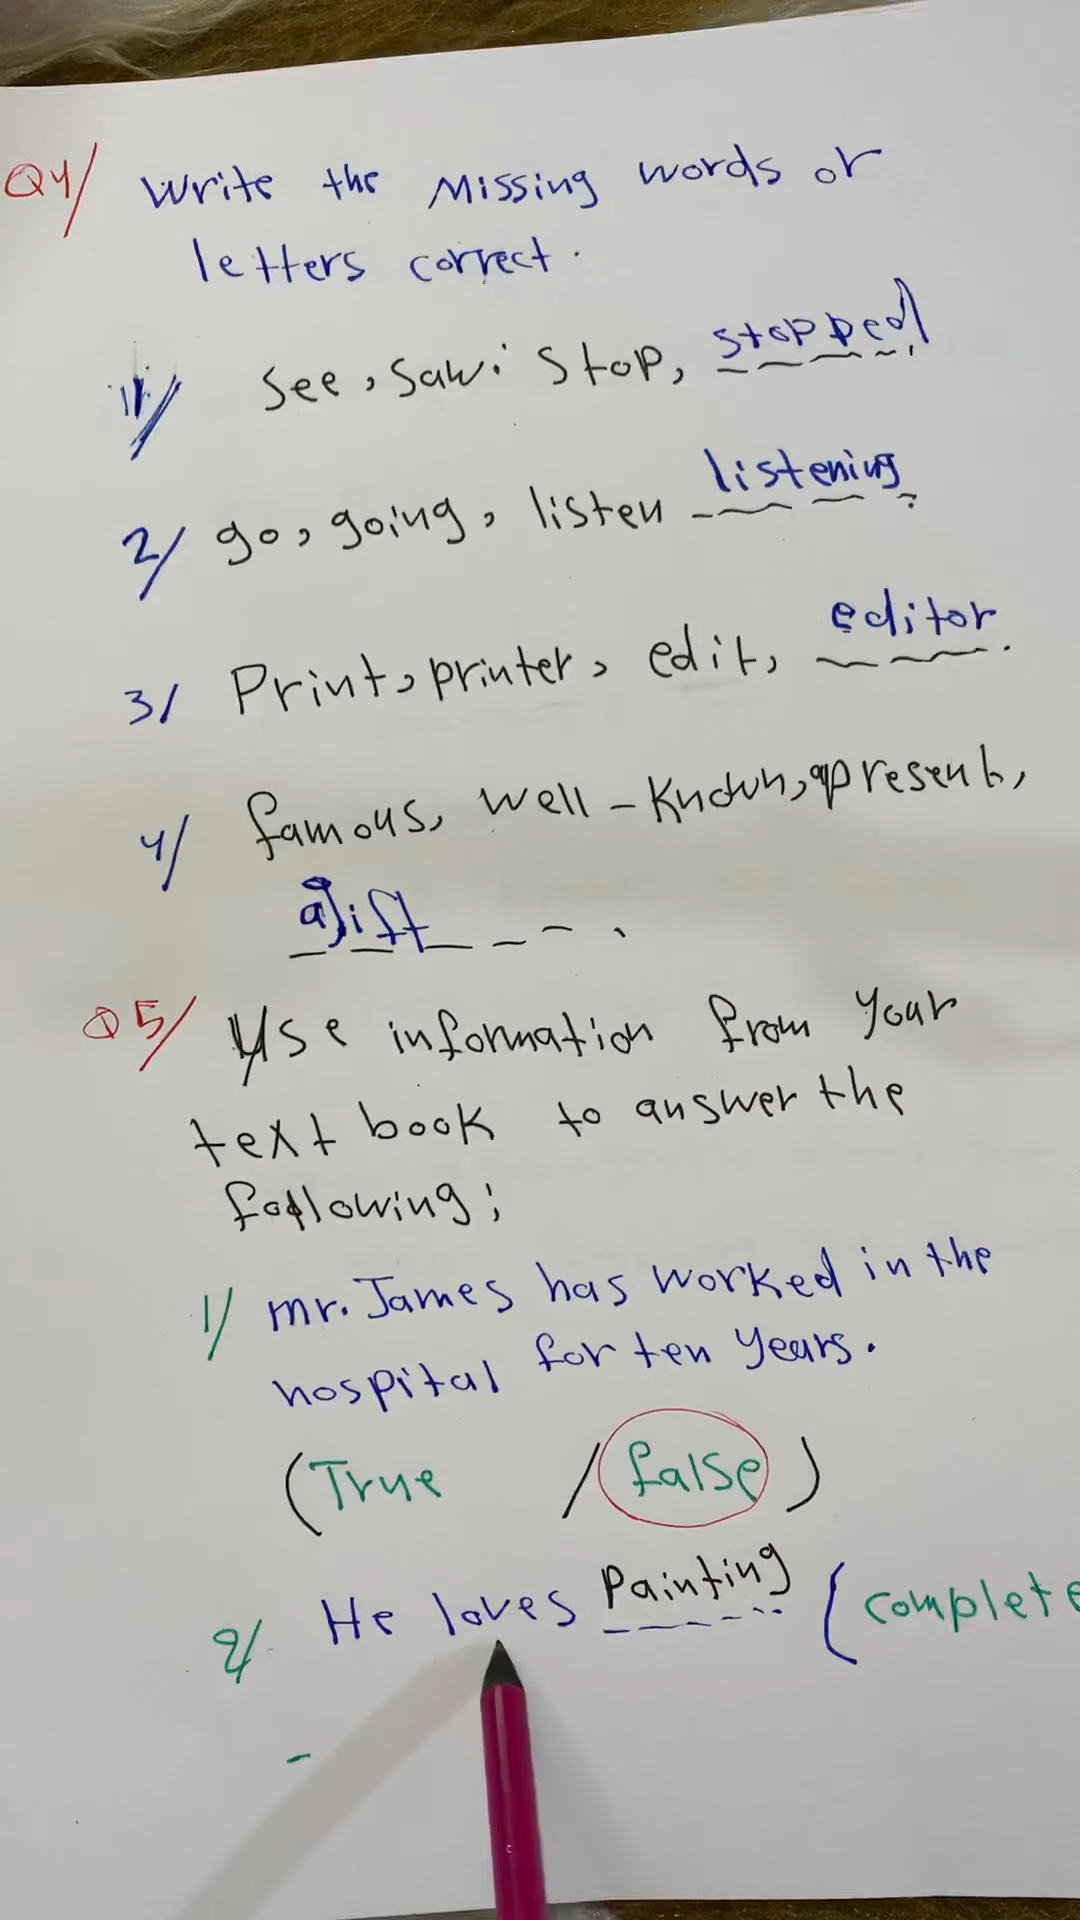 Q4/ Write the Missing words or
letters correct.
1/ See, saw. Stop, stopped
2/ go, going, listen listening.
3/ Print, printer, edit, editor.
4/ famous, well-known, a present,
a gift.
Q5/ Use information from your
text book to answer the
following;
1/ mr. James has worked in the
hospital for ten years.
(True / false)
2/ He loves Painting (complete
-